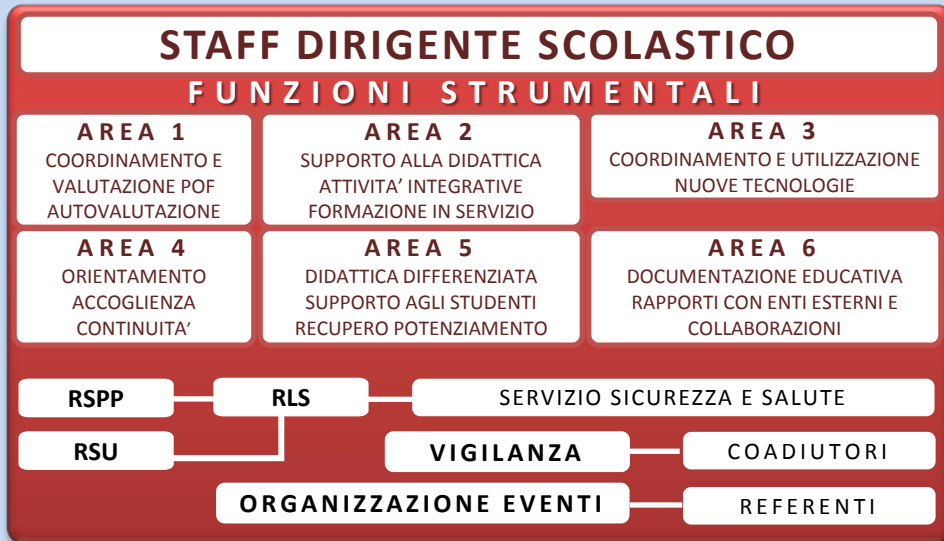 STAFF DIRIGENTE SCOLASTICO
FUNZIONI STRUMENTALI
AREA 1
COORDINAMENTO E
VALUTAZIONE POF
AUTOVALUTAZIONE
AREA 2
SUPPORTO ALLA DIDATTICA
ATTIVITA’ INTEGRATIVE
FORMAZIONE IN SERVIZIO
AREA 3
COORDINAMENTO E UTILIZZAZIONE
NUOVE TECNOLOGIE
AREA 4
ORIENTAMENTO
ACCOGLIENZA
CONTINUITA’
AREA 5
DIDATTICA DIFFERENZIATA
SUPPORTO AGLI STUDENTI
RECUPERO POTENZIAMENTO
AREA 6
DOCUMENTAZIONE EDUCATIVA
RAPPORTI CON ENTI ESTERNI E
COLLABORAZIONI
RSPP
RLS
SERVIZIO SICUREZZA E SALUTE
RSU
VIGILANZA
COADIUTORI
ORGANIZZAZIONE EVENTI
REFERENTI